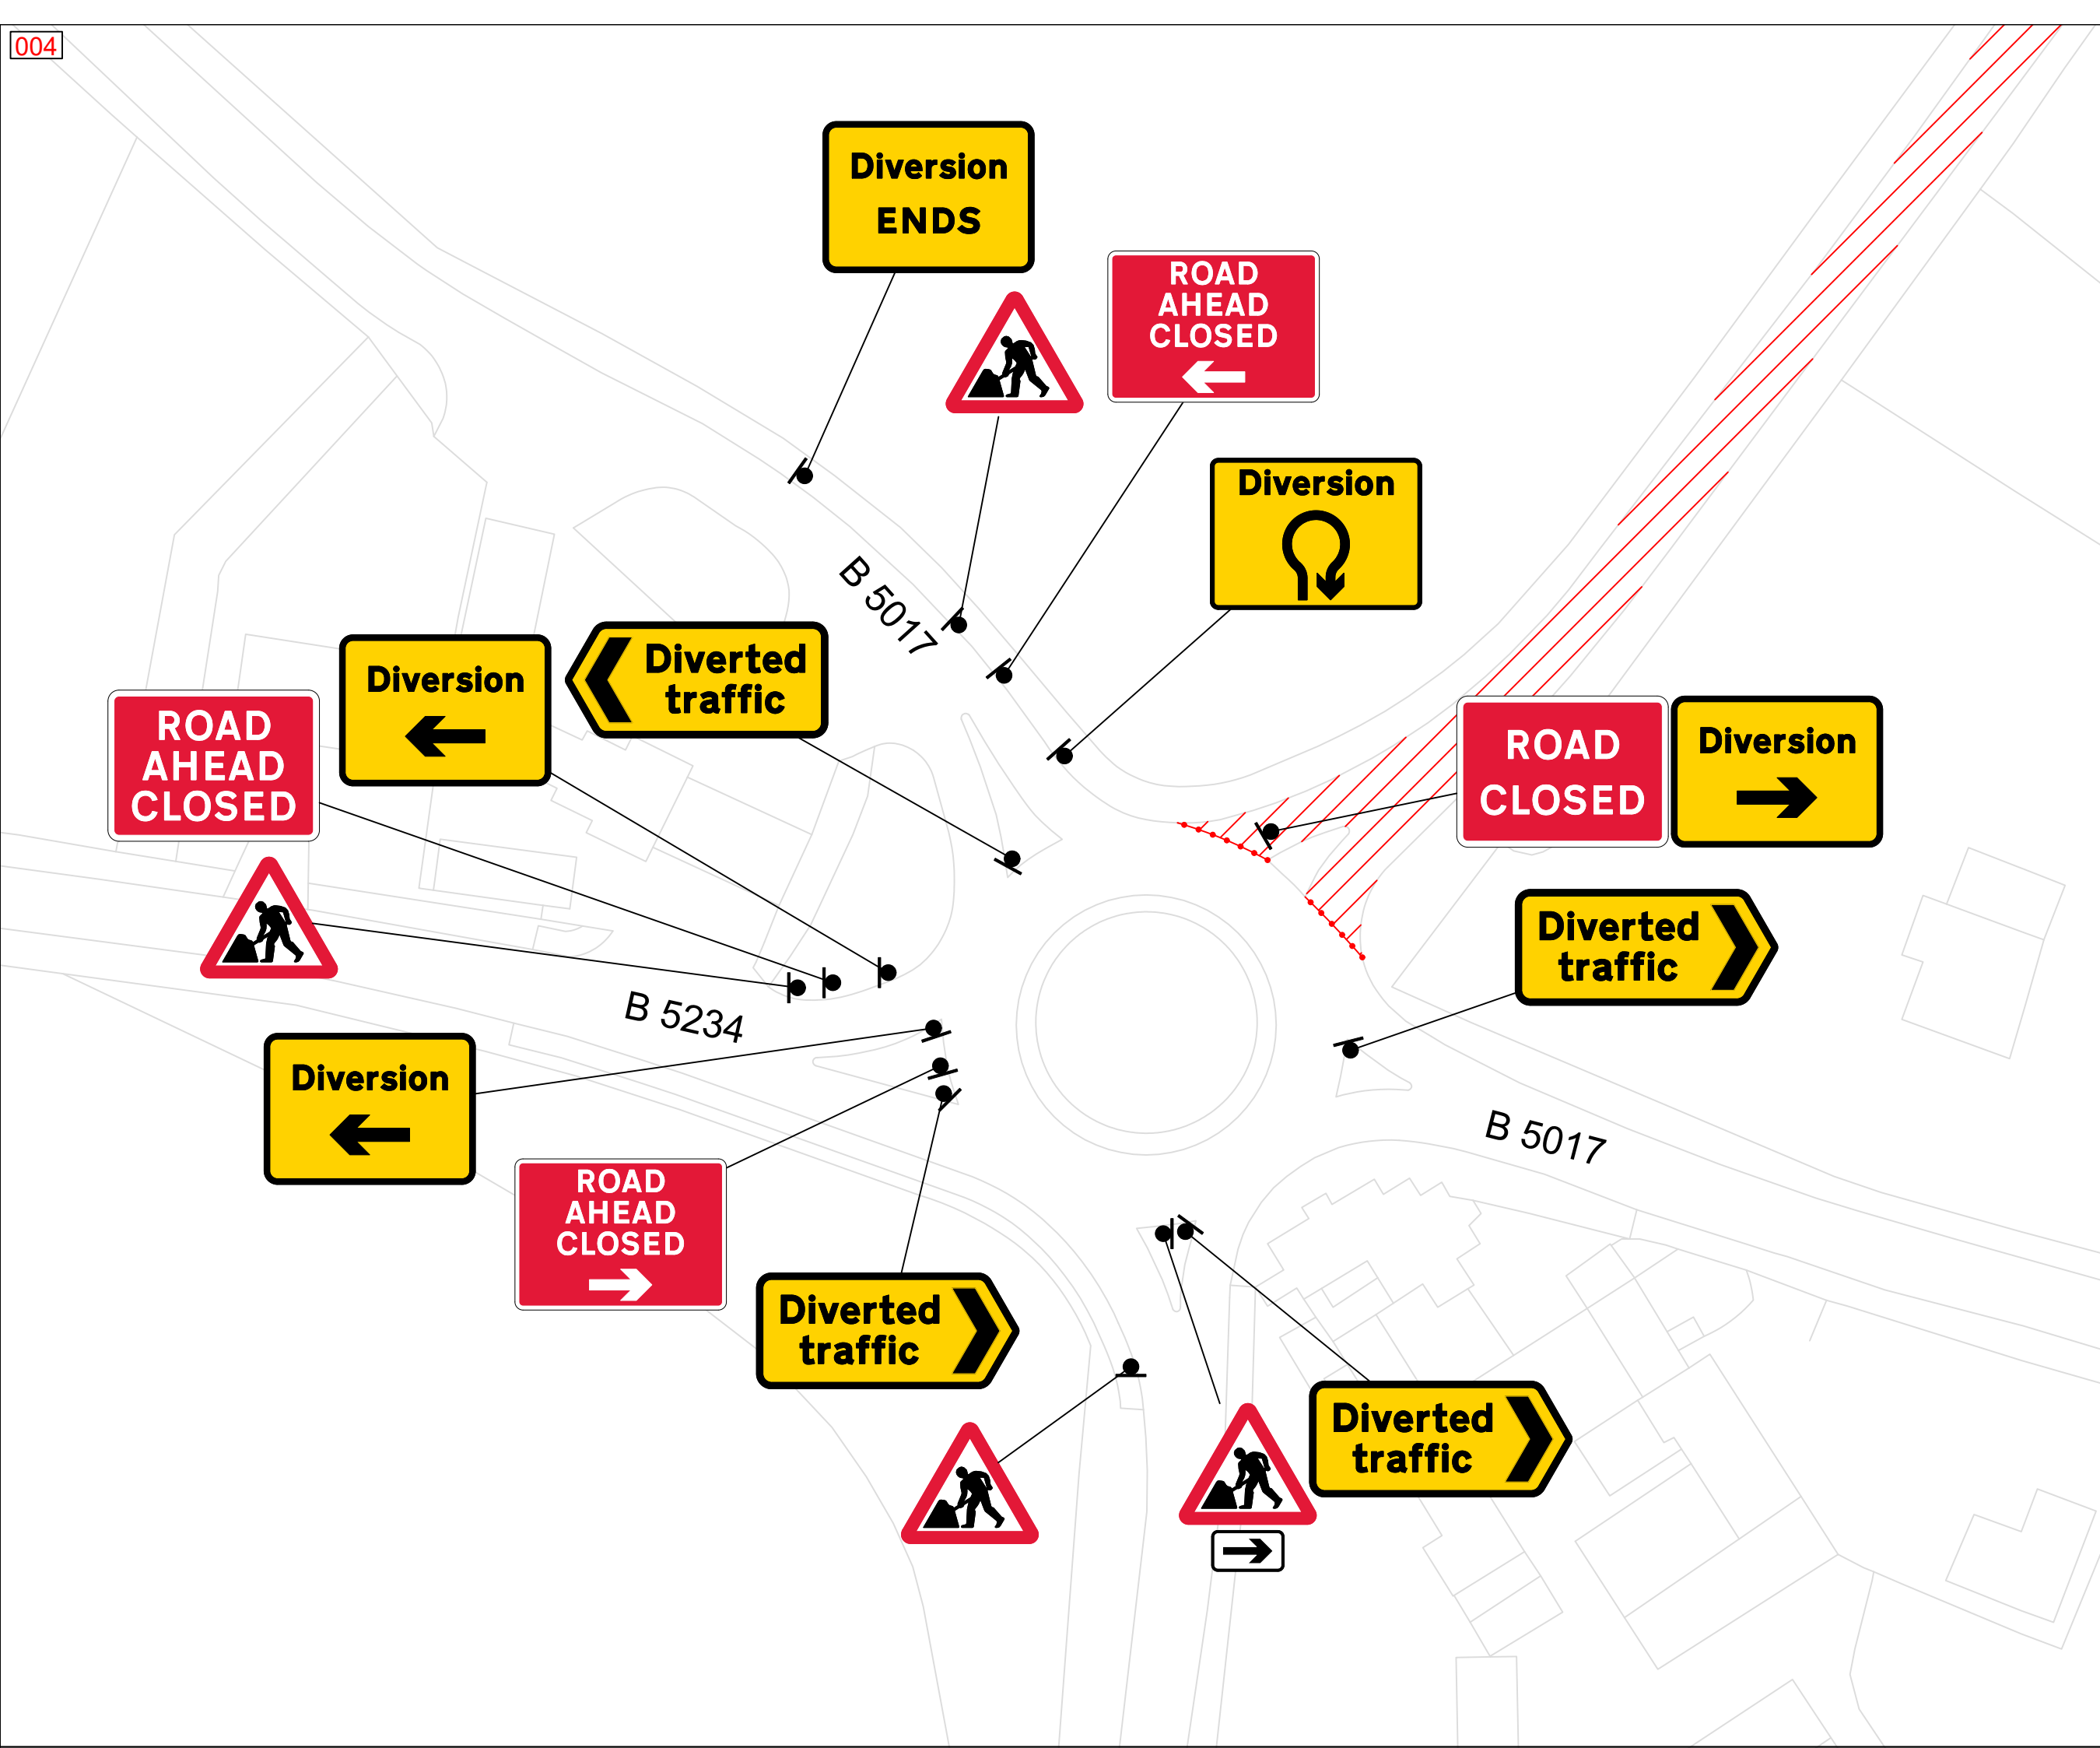 004
Diversion
ENDS
ROAD
AHEAD
CLOSED
Diversion
B 5017
Diverted
traffic
Diversion
ROAD
AHEAD
CLOSED
ROAD
CLOSED
Diversion
Diverted
traffic
B 5234
Diversion
B 5017
ROAD
AHEAD
CLOSED
Diverted
traffic
Diverted
traffic